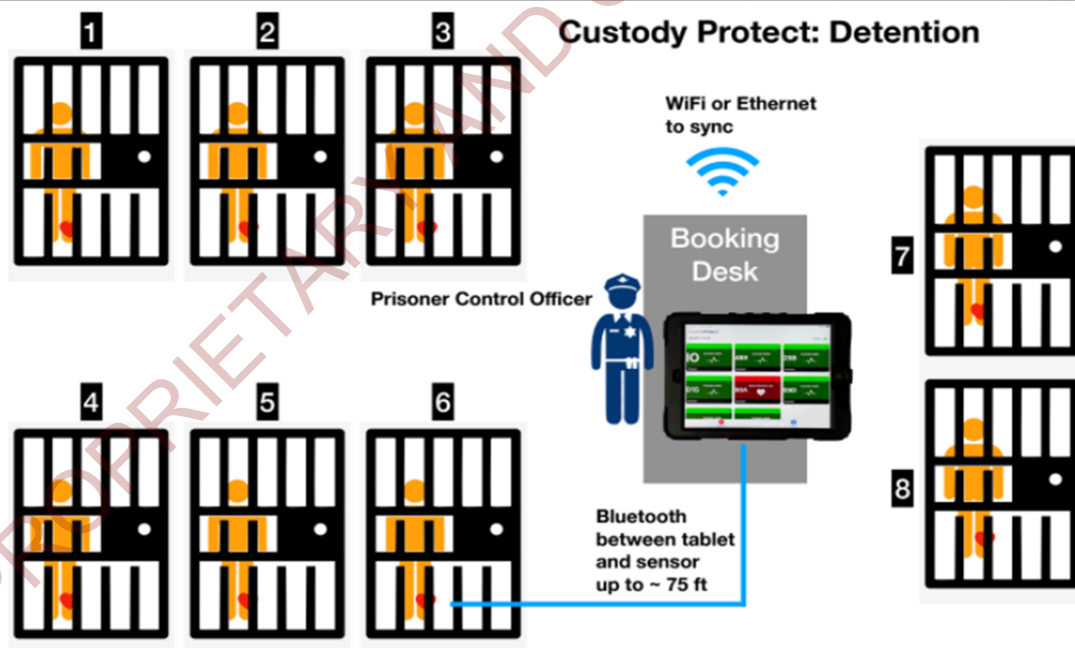 1
2
3
Custody Protect: Detention
WiFi or Ethernet
to sync
Booking
Desk
7
Prisoner Control Officer
4
5
6
8
Bluetooth
between tablet
and sensor
up to ~ 75 ft
PROPRIETARY AND